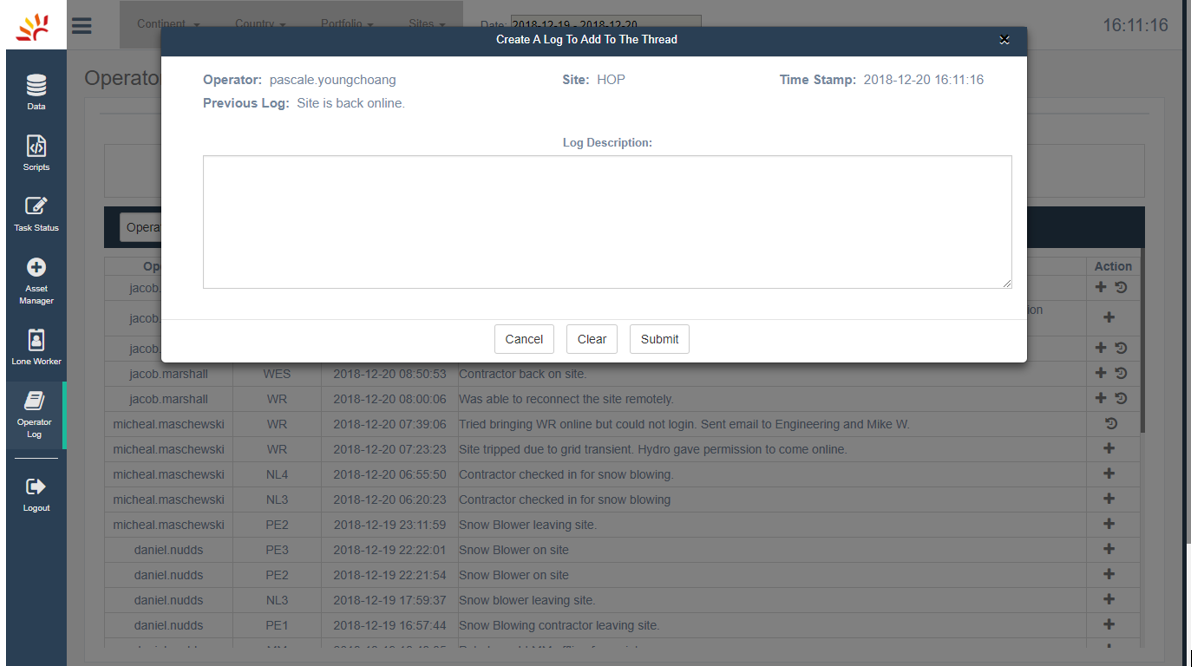 Continent Country Portfolio Sites Date: 2018-12-19 - 2018-12-20 16:11:16
Create A Log To Add To The Thread
Operato
Operator: pascale.youngchoang Site: HOP Time Stamp: 2018-12-20 16:11:16
Previous Log: Site is back online.
Log Description:
Cancel Clear Submit
Data
Scripts
Task Status
Asset
Manager
Lone Worker
Operator
Log
Logout
Opera
Op Action
jacob.
jacob. ion
jacob.
jacob.marshall WES 2018-12-20 08:50:53 Contractor back on site.
jacob.marshall WR 2018-12-20 08:00:06 Was able to reconnect the site remotely.
micheal.maschewski WR 2018-12-20 07:39:06 Tried bringing WR online but could not login. Sent email to Engineering and Mike W.
micheal.maschewski WR 2018-12-20 07:23:23 Site tripped due to grid transient. Hydro gave permission to come online.
micheal.maschewski NL4 2018-12-20 06:55:50 Contractor checked in for snow blowing.
micheal.maschewski NL3 2018-12-20 06:20:23 Contractor checked in for snow blowing
micheal.maschewski PE2 2018-12-19 23:11:59 Snow Blower leaving site.
daniel.nudds PE3 2018-12-19 22:22:01 Snow Blower on site
daniel.nudds PE2 2018-12-19 22:21:54 Snow Blower on site
daniel.nudds NL3 2018-12-19 17:59:37 Snow blower leaving site.
daniel.nudds PE1 2018-12-19 16:57:44 Snow Blowing contractor leaving site.